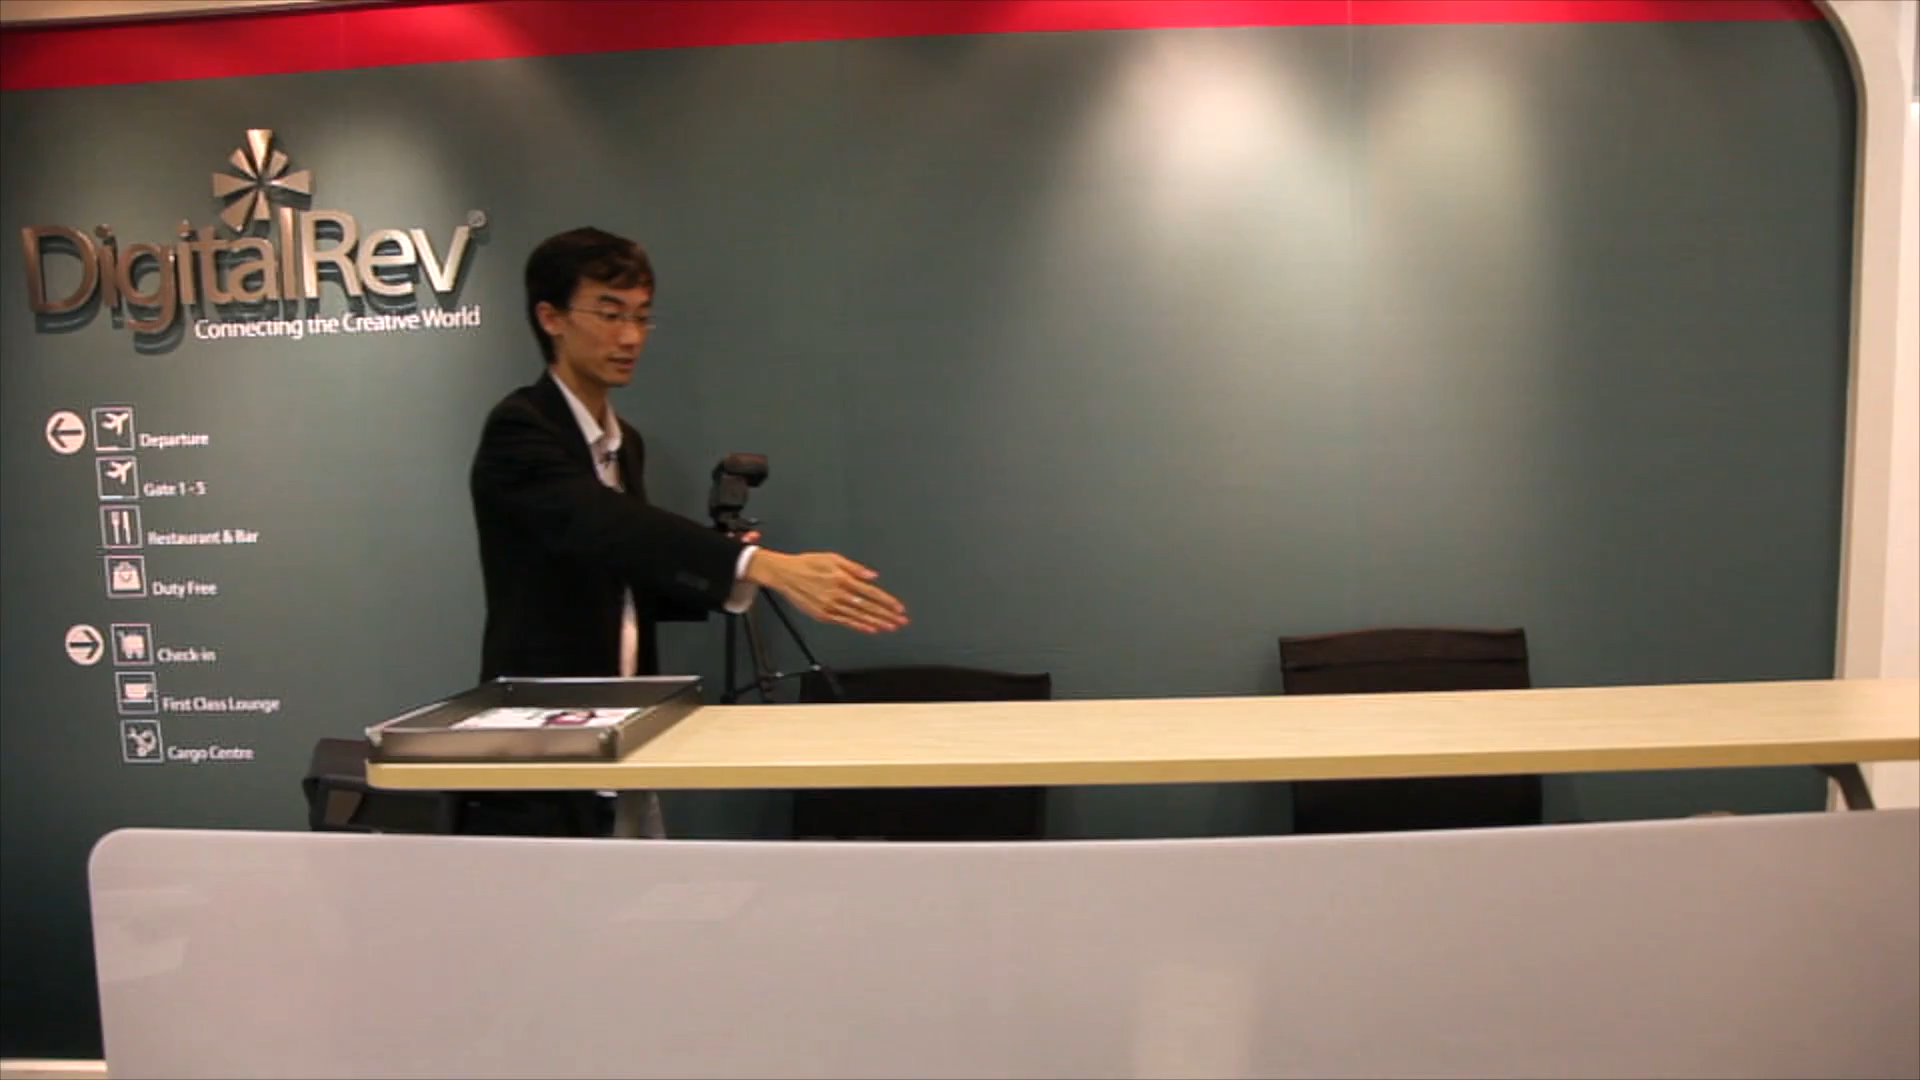 DigitalRev®
Connecting the Creative World
Departure
Gate 1 - 5
Restaurant & Bar
Duty Free
Check-in
First Class Lounge
Cargo Centre